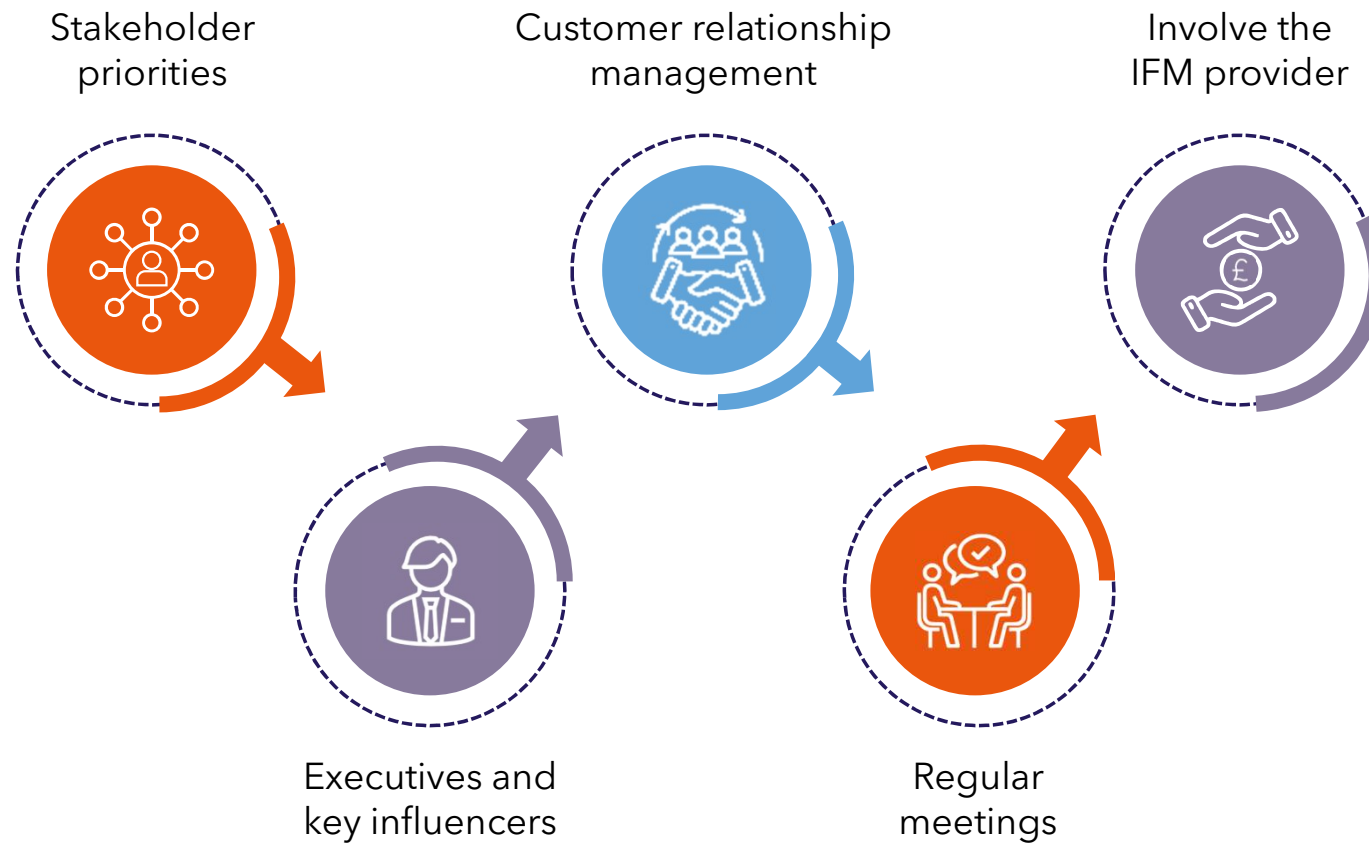 Stakeholder
priorities
Customer relationship
management
Involve the
IFM provider
£
Executives and
key influencers
Regular
meetings